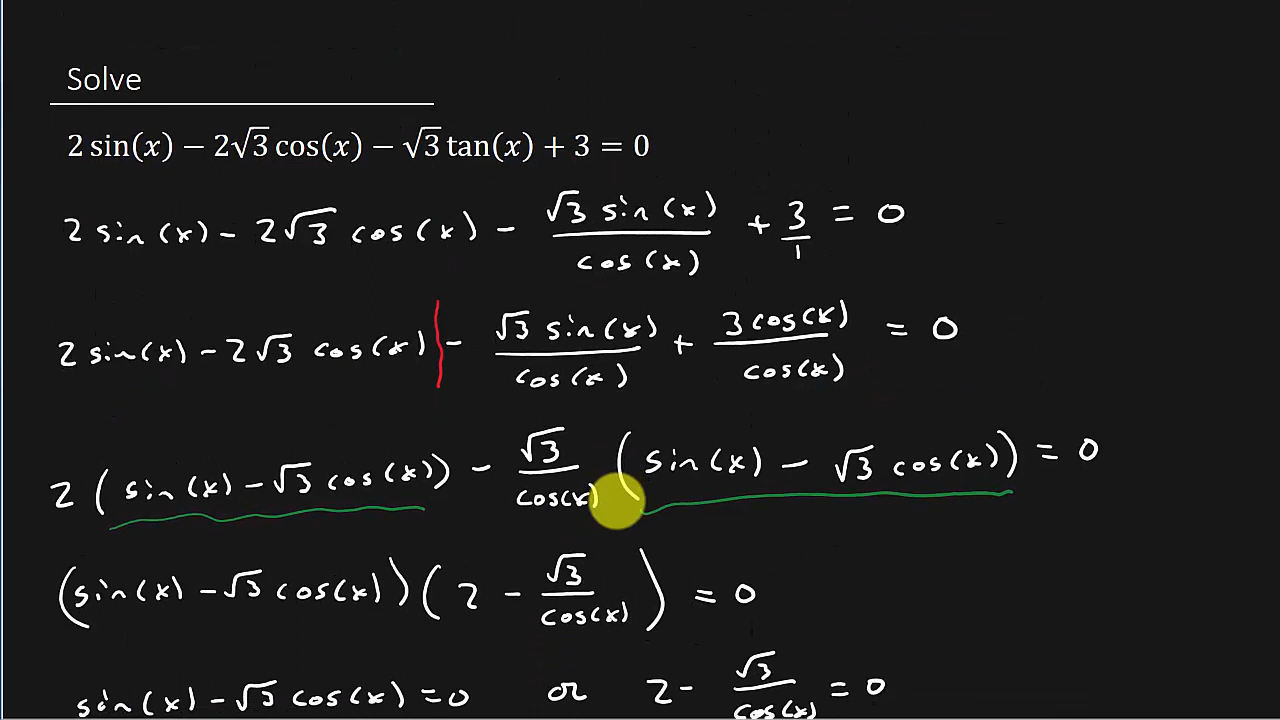 Solve
2 sin(x) − 2√3 cos(x) − √3 tan(x) + 3 = 0
2 sin(x) − 2√3 cos(x) − √3 sin(x)/cos(x) + 3/1 = 0
2 sin(x) − 2√3 cos(x) − √3 sin(x)/cos(x) + 3 cos(x)/cos(x) = 0
2 (sin(x) − √3 cos(x)) − √3/cos(x) (sin(x) − √3 cos(x)) = 0
(sin(x) − √3 cos(x)) (2 − √3/cos(x)) = 0
sin(x) − √3 cos(x) = 0 or 2 − √3/cos(x) = 0